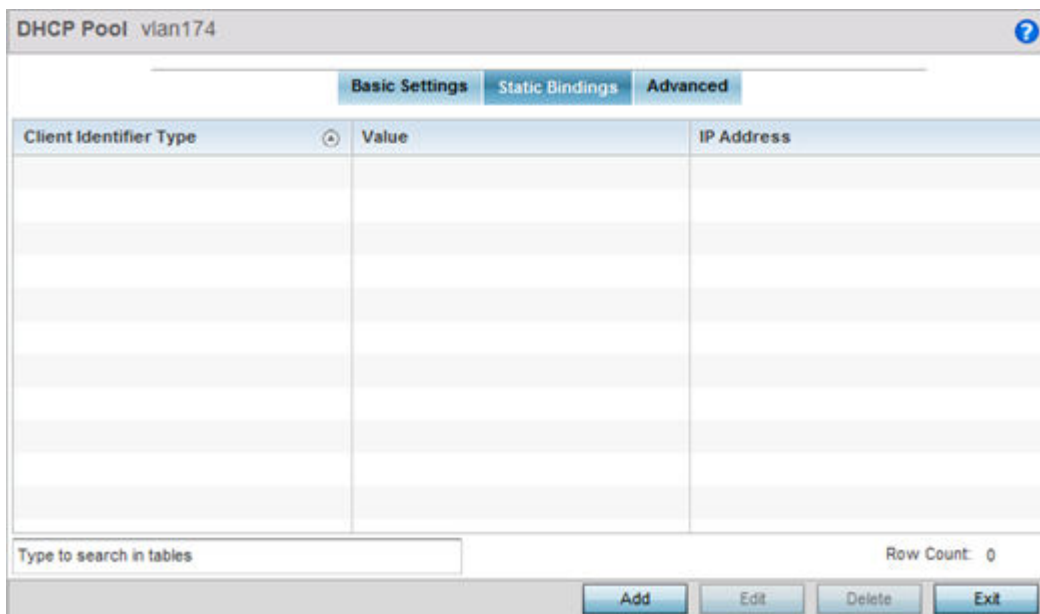 DHCP Pool vlan174
?
Basic Settings Static Bindings Advanced
Client Identifier Type Value IP Address
Type to search in tables Row Count: 0
Add Edit Delete Exit